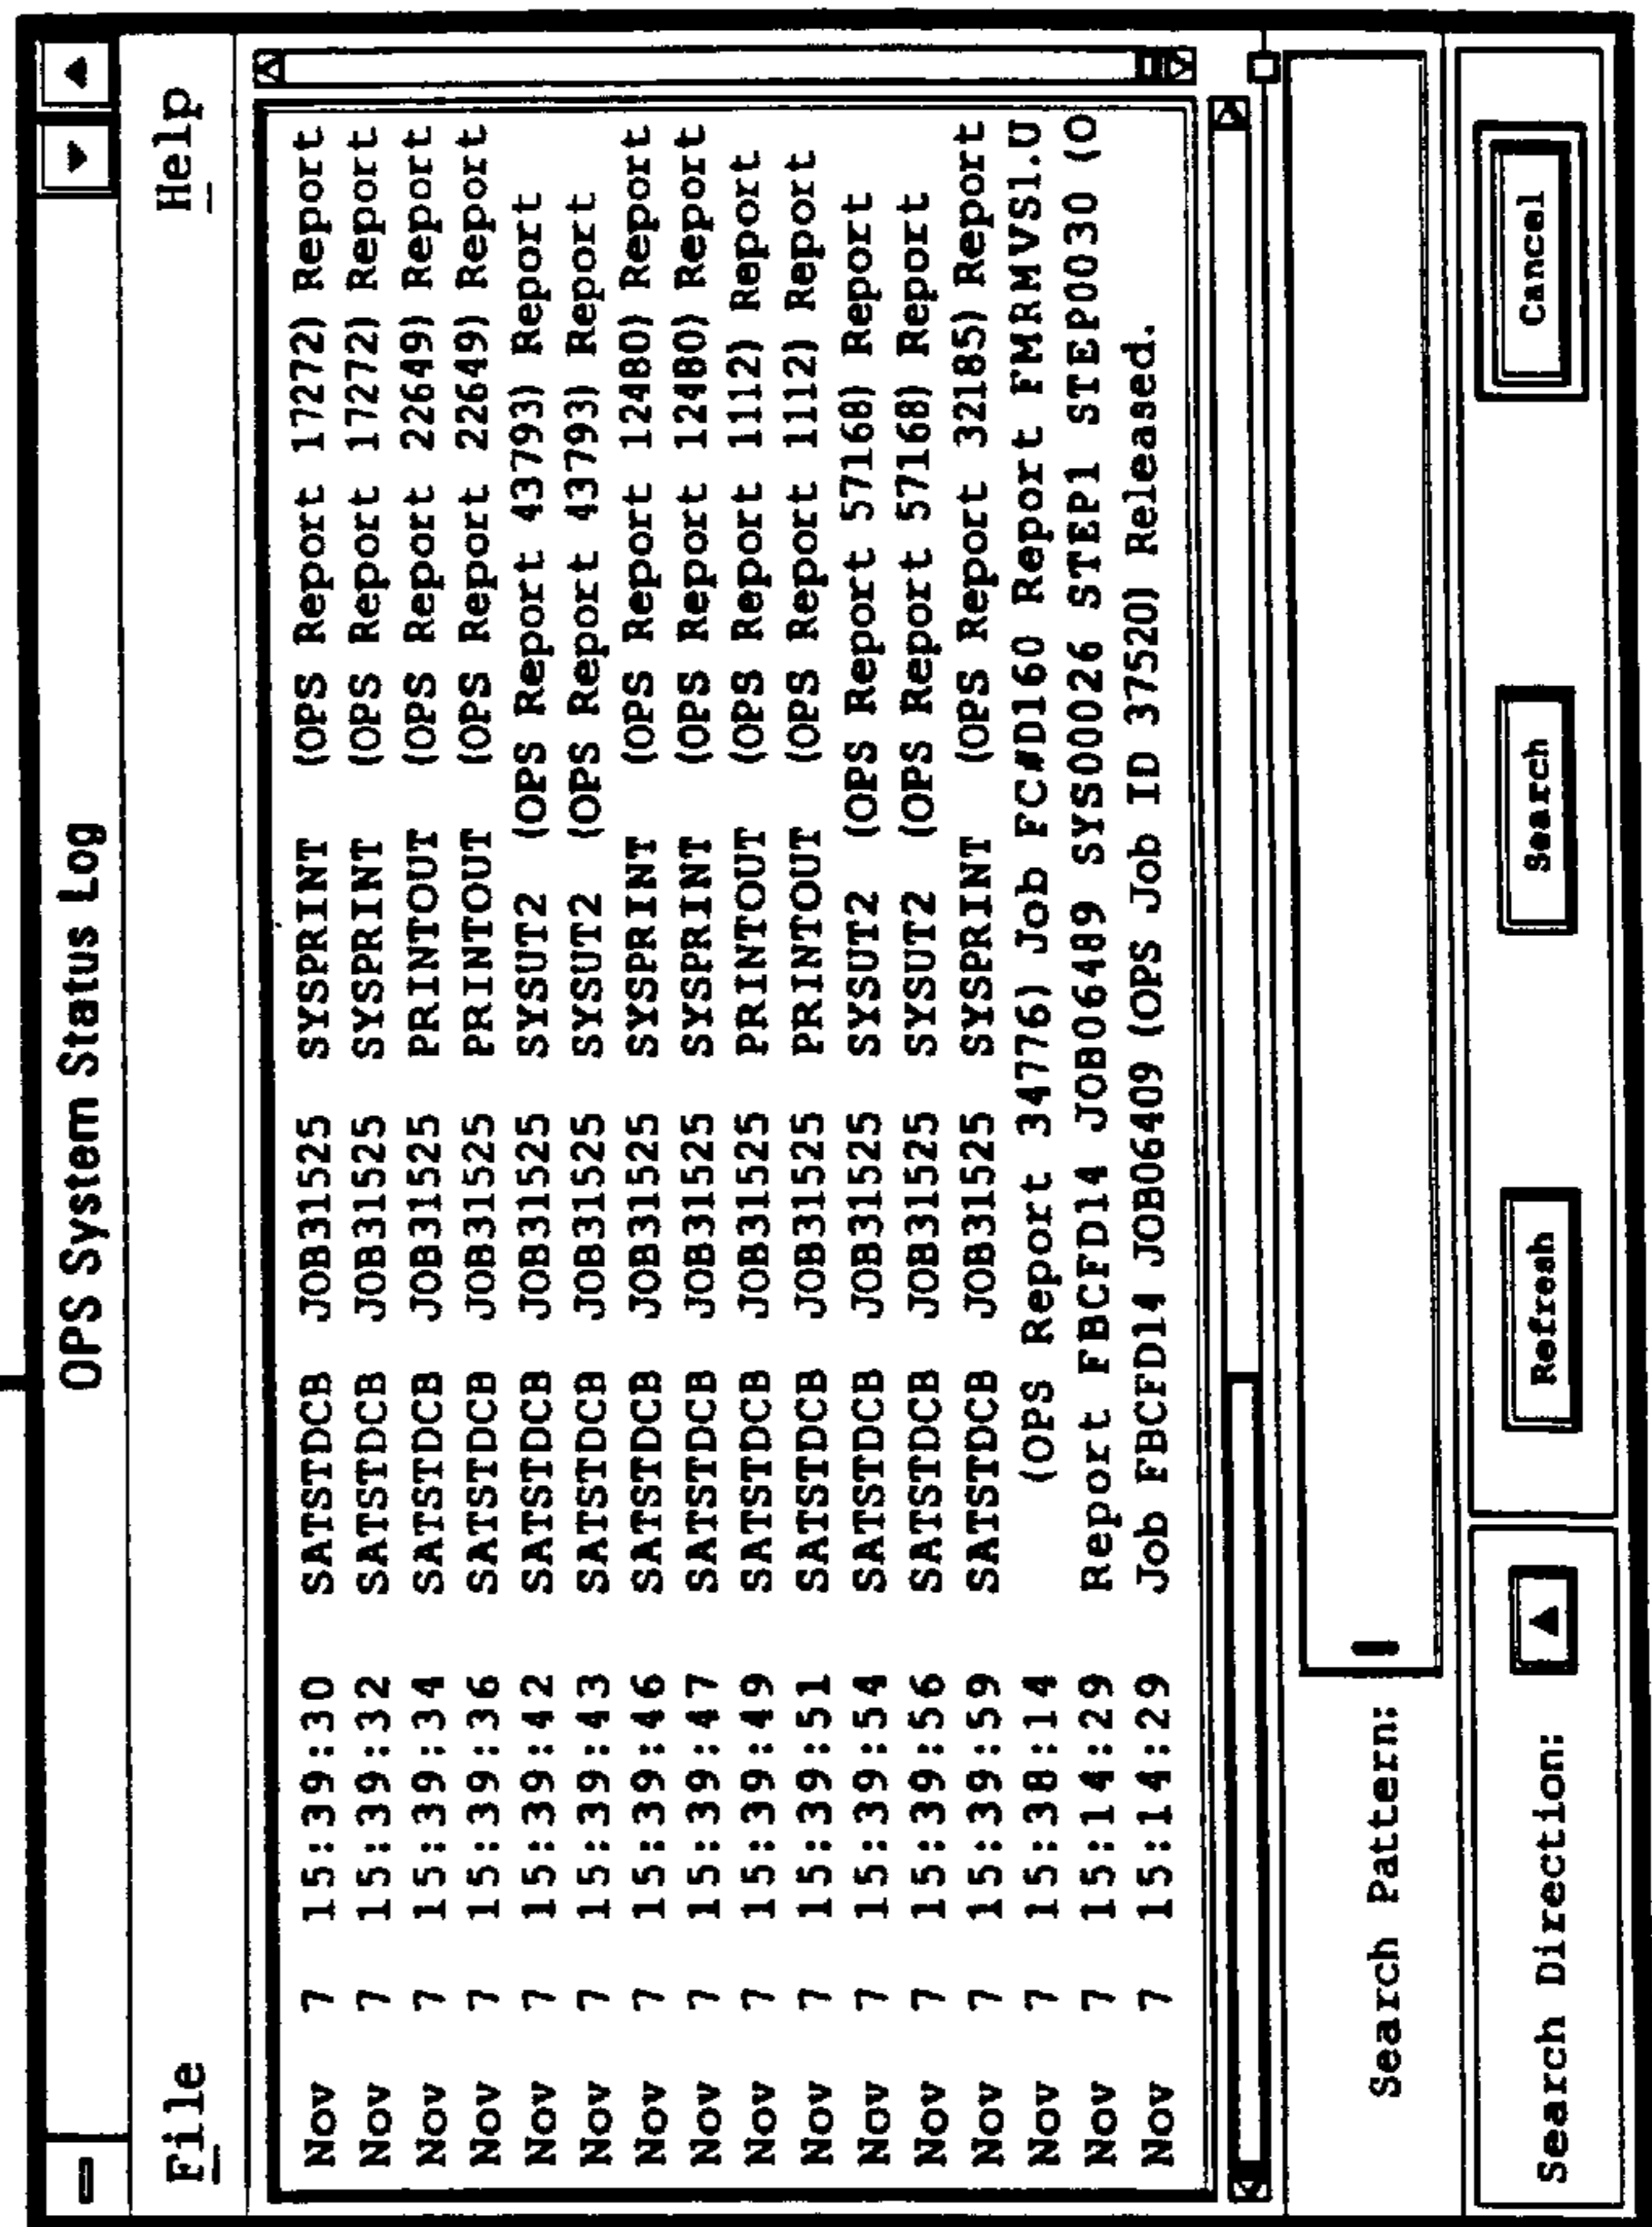 OPS System Status Log
File Help
Nov 7 15:39:30 SATSTDCB JOB31525 SYSPRINT (OPS Report 17272) Report
Nov 7 15:39:32 SATSTDCB JOB31525 SYSPRINT (OPS Report 17272) Report
Nov 7 15:39:34 SATSTDCB JOB31525 PRINTOUT (OPS Report 22649) Report
Nov 7 15:39:36 SATSTDCB JOB31525 PRINTOUT (OPS Report 22649) Report
Nov 7 15:39:42 SATSTDCB JOB31525 SYSUT2 (OPS Report 43793) Report
Nov 7 15:39:43 SATSTDCB JOB31525 SYSUT2 (OPS Report 43793) Report
Nov 7 15:39:46 SATSTDCB JOB31525 SYSPRINT (OPS Report 12480) Report
Nov 7 15:39:47 SATSTDCB JOB31525 SYSPRINT (OPS Report 12480) Report
Nov 7 15:39:49 SATSTDCB JOB31525 PRINTOUT (OPS Report 1112) Report
Nov 7 15:39:51 SATSTDCB JOB31525 PRINTOUT (OPS Report 1112) Report
Nov 7 15:39:54 SATSTDCB JOB31525 SYSUT2 (OPS Report 57168) Report
Nov 7 15:39:56 SATSTDCB JOB31525 SYSUT2 (OPS Report 57168) Report
Nov 7 15:39:59 SATSTDCB JOB31525 SYSPRINT (OPS Report 32185) Report
Nov 7 15:38:14 (OPS Report 34776) Job FC#D160 Report FMRMVS1.U
Nov 7 15:14:29 Report FBCFD14 JOB06489 SYS00026 STEP1 STEP0030 (O
Nov 7 15:14:29 Job FBCFD14 JOB06409 (OPS Job ID 37520) Released.
Search Pattern:
Search Direction: Refresh Search Cancel